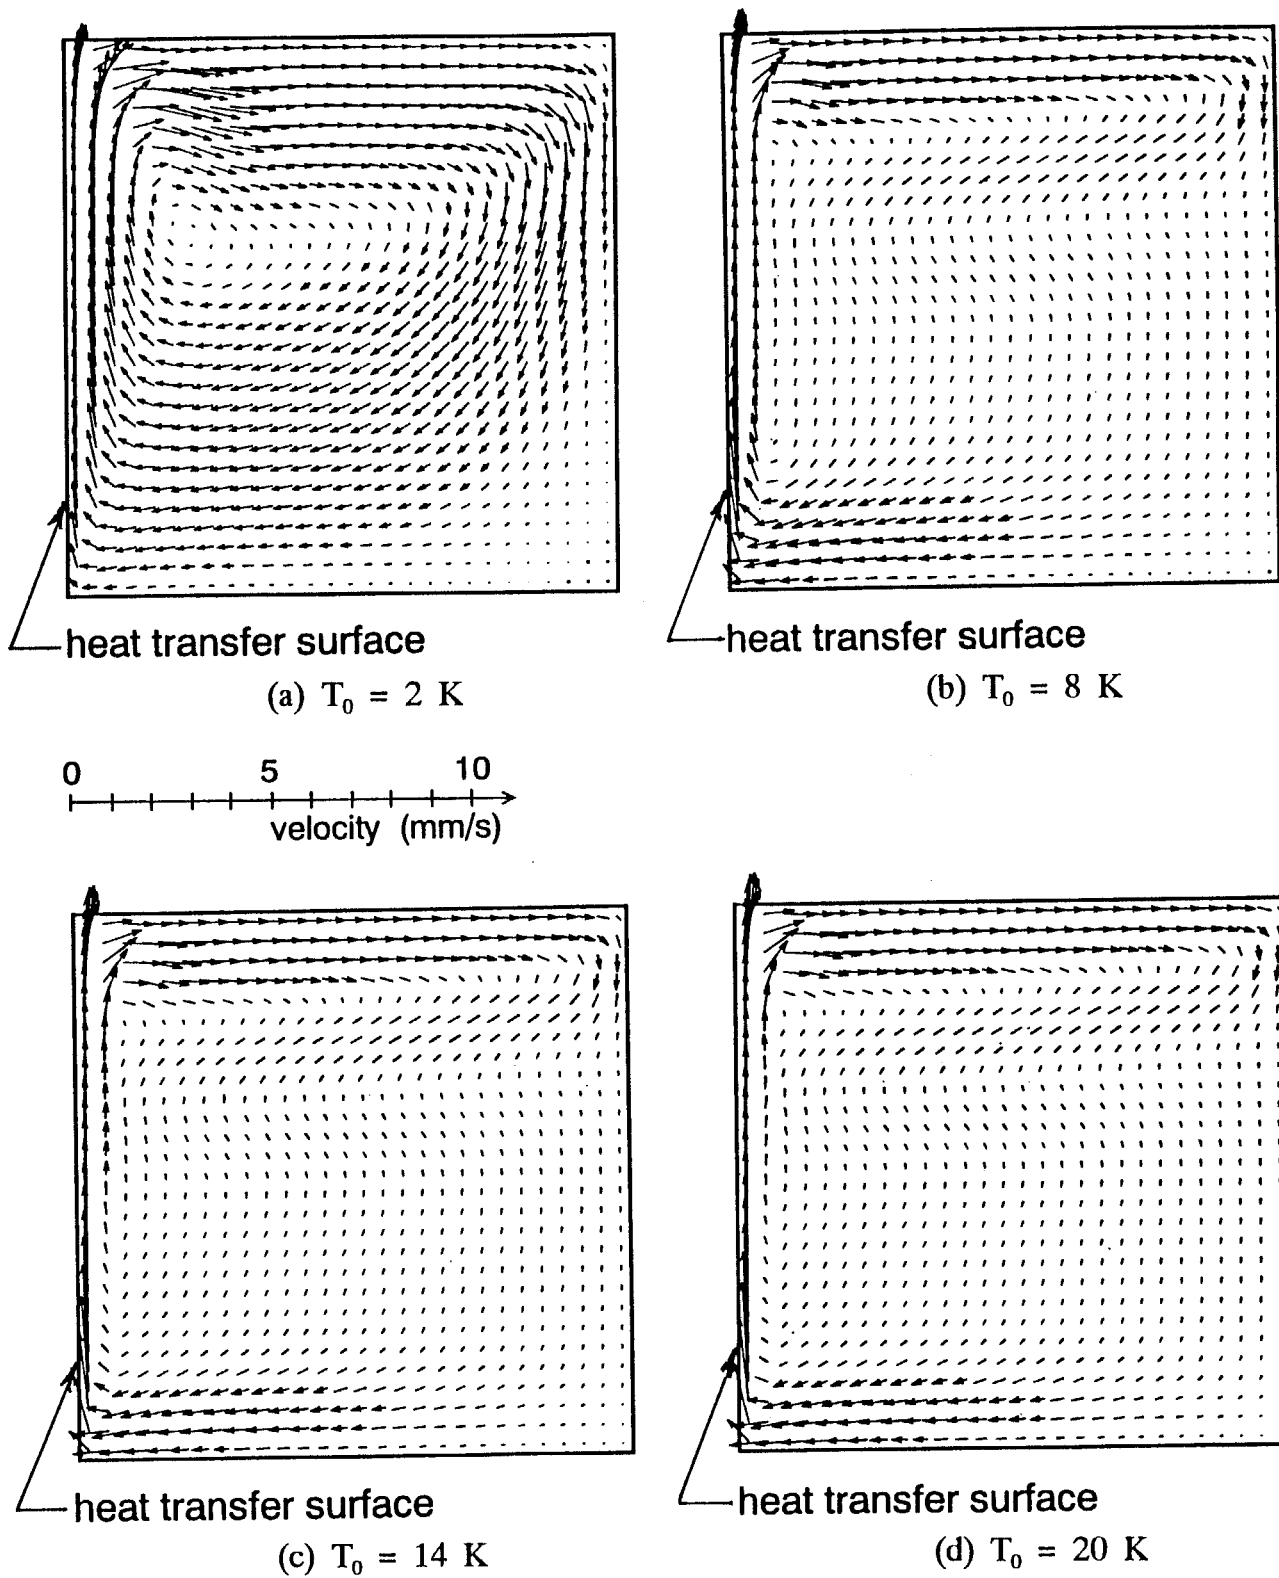 heat transfer surface
heat transfer surface
(a) T₀ = 2 K
(b) T₀ = 8 K
0 5 10
velocity (mm/s)
heat transfer surface
heat transfer surface
(c) T₀ = 14 K
(d) T₀ = 20 K